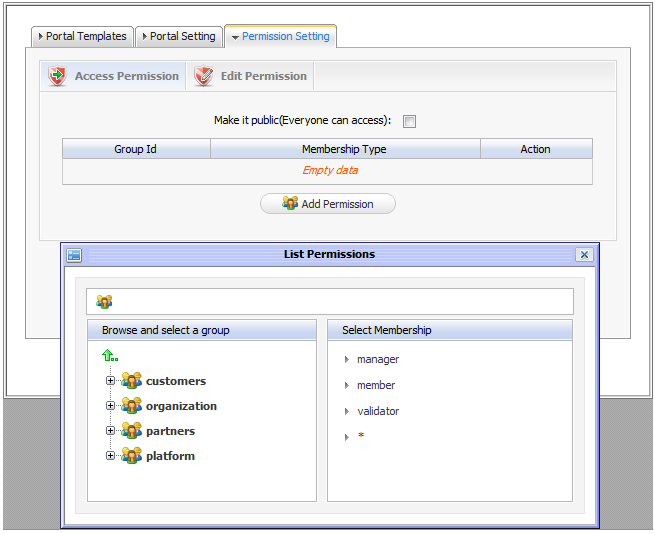 Portal Templates Portal Setting Permission Setting
Access Permission Edit Permission
Make it public(Everyone can access):
Group Id Membership Type Action
Empty data
Add Permission
List Permissions
Browse and select a group
customers
organization
partners
platform
Select Membership
manager
member
validator
*